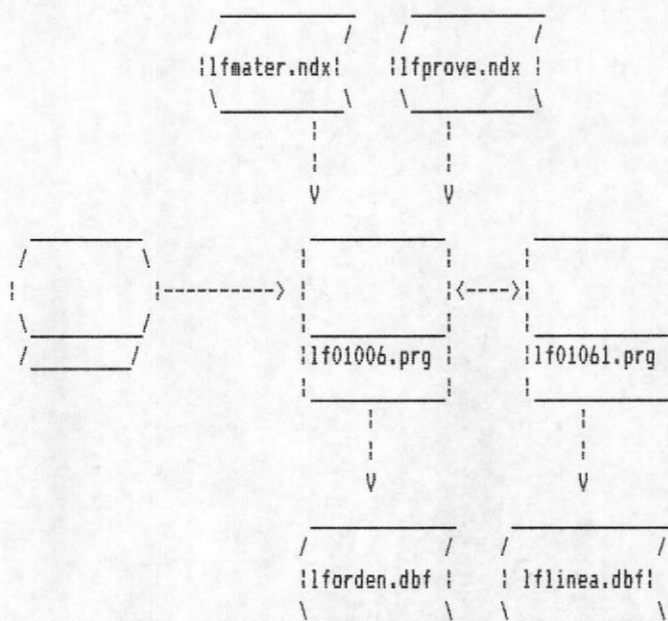 lfmater.ndx lfprove.ndx
V V
lf01006.prg lf01061.prg
V V
lforden.dbf lflinea.dbf